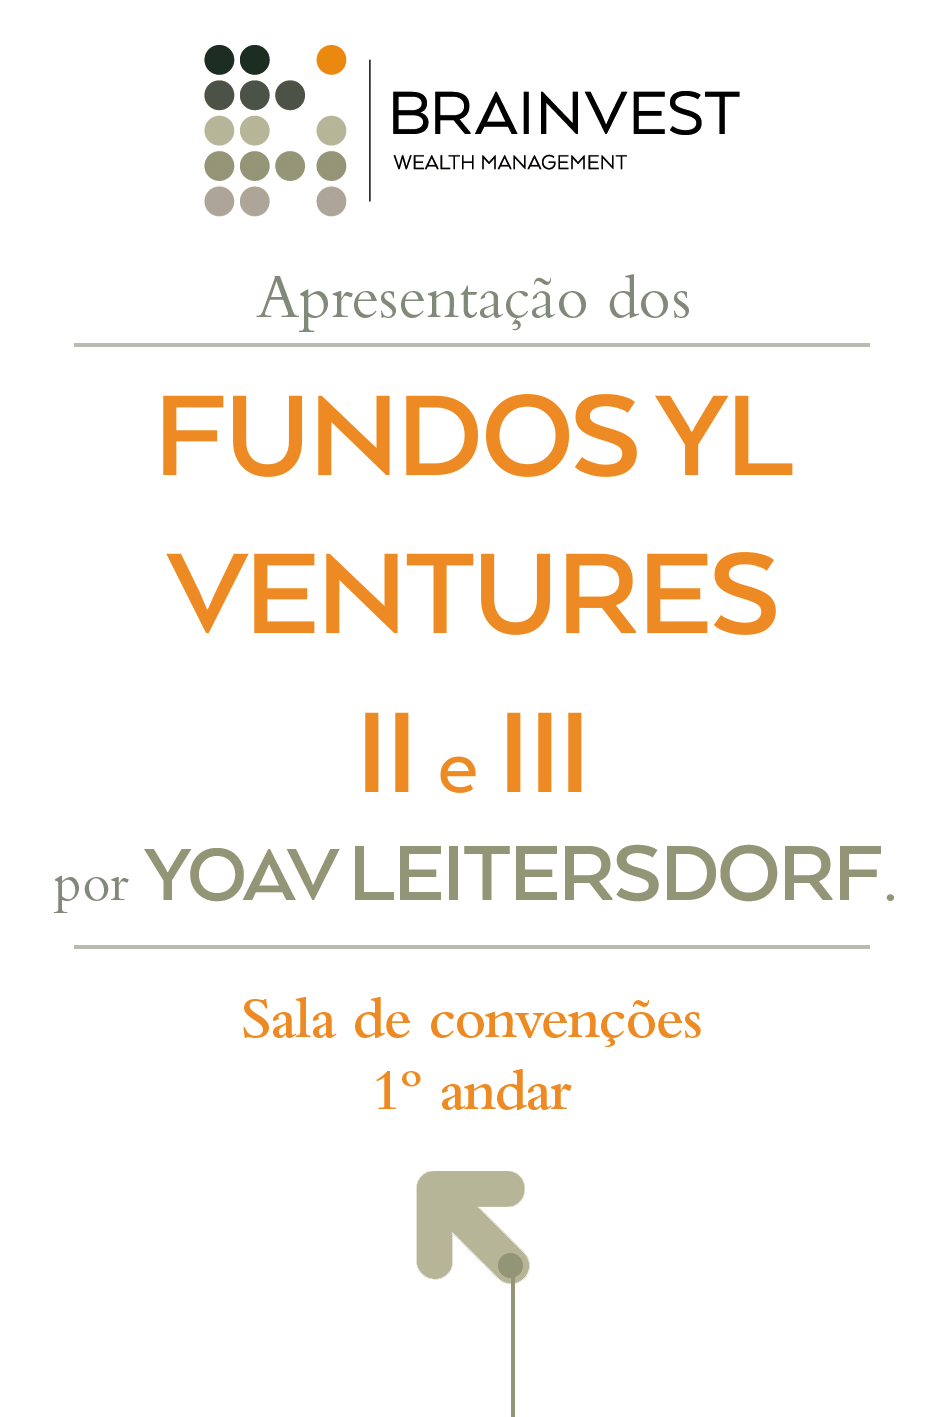 BRAINVEST
WEALTH MANAGEMENT
Apresentação dos
FUNDOS YL
VENTURES
II e III
por YOAV LEITERSDORF.
Sala de convenções
1º andar